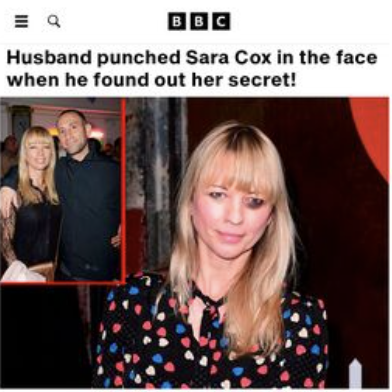 BBC
Husband punched Sara Cox in the face
when he found out her secret!